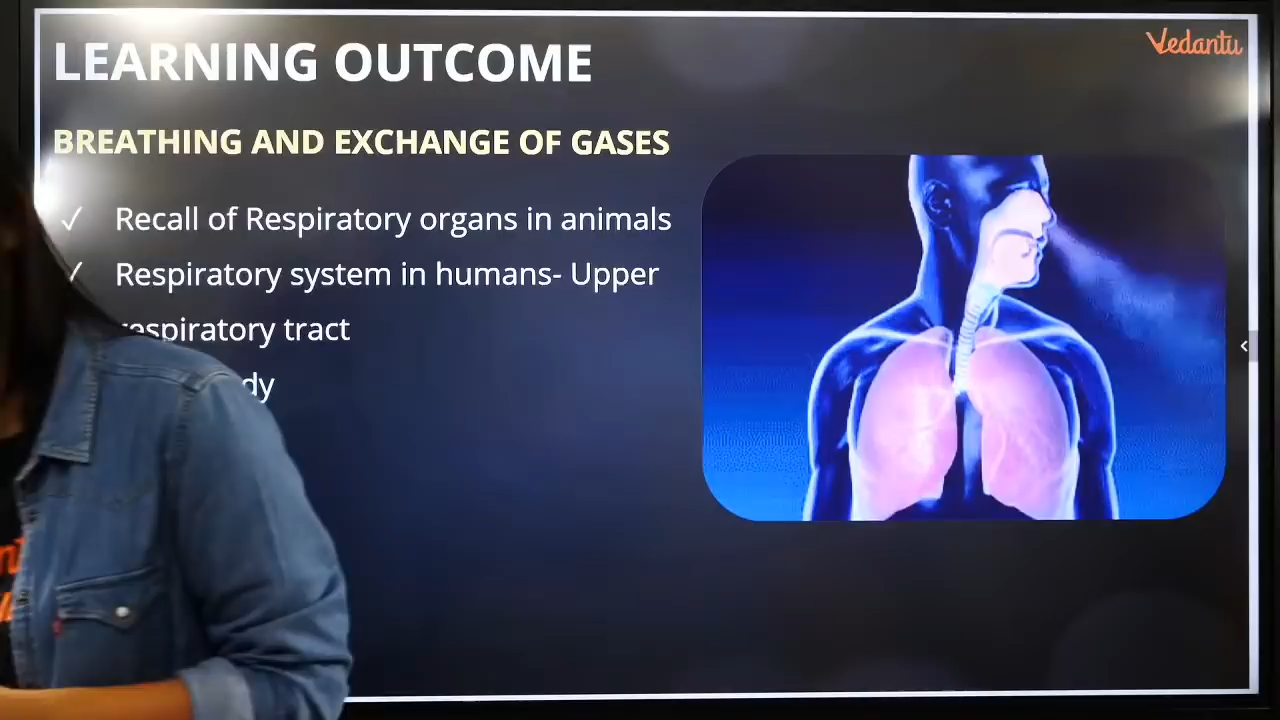 LEARNING OUTCOME
Vedantu
BREATHING AND EXCHANGE OF GASES
✓ Recall of Respiratory organs in animals
✓ Respiratory system in humans- Upper
respiratory tract